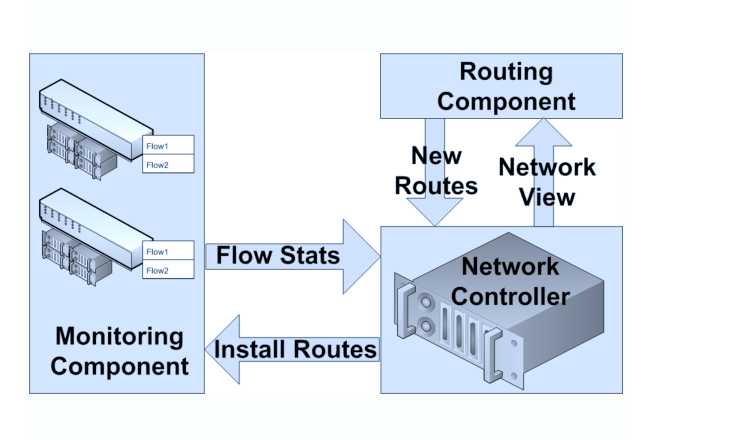 Routing
Component
Flow1
Flow2
New
Routes
Network
View
Flow1
Flow2
Flow Stats
Network
Controller
Monitoring
Component
Install Routes